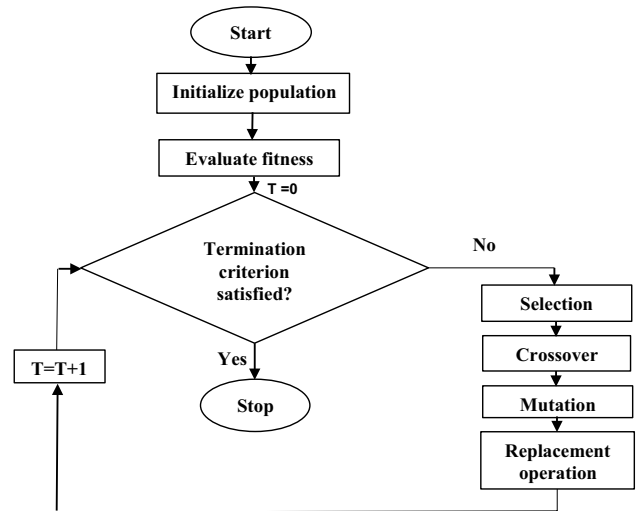 Start
Initialize population
Evaluate fitness
T =0
Termination
criterion
satisfied?
No
Selection
Crossover
Mutation
Replacement
operation
T=T+1
Yes
Stop